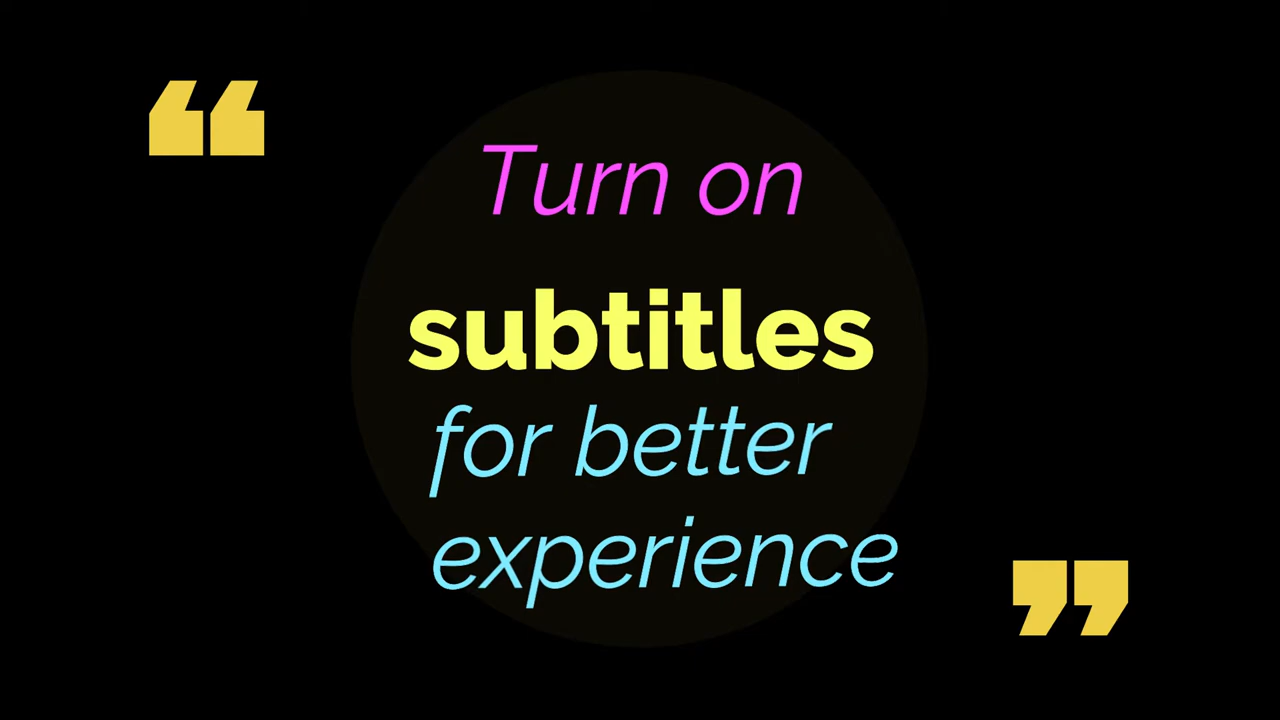 “
Turn on
subtitles
for better
experience
”